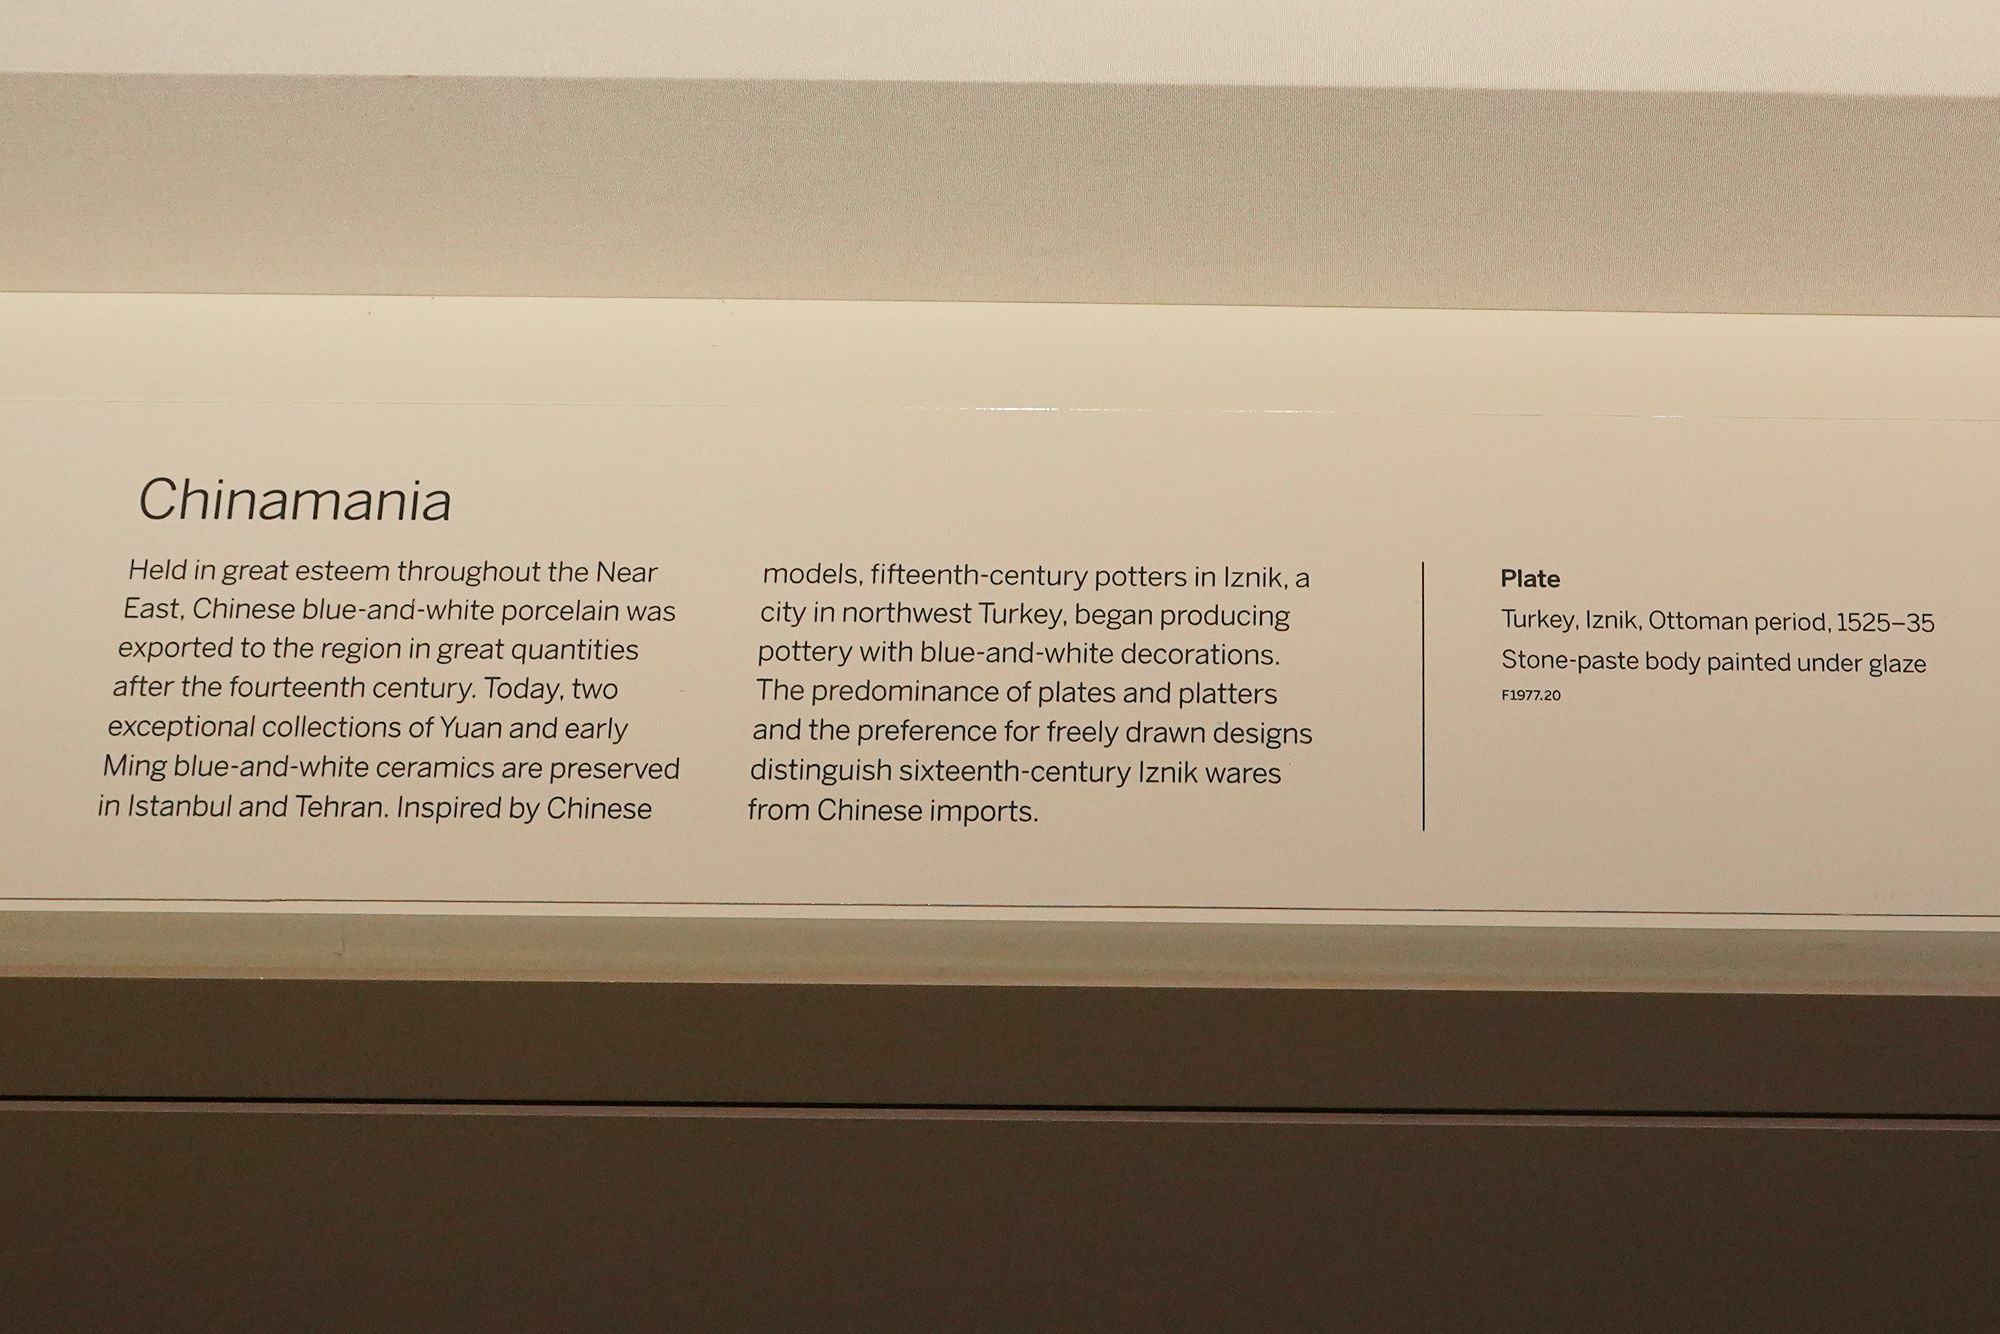 Chinamania
Held in great esteem throughout the Near
East, Chinese blue-and-white porcelain was
exported to the region in great quantities
after the fourteenth century. Today, two
exceptional collections of Yuan and early
Ming blue-and-white ceramics are preserved
in Istanbul and Tehran. Inspired by Chinese
models, fifteenth-century potters in Iznik, a
city in northwest Turkey, began producing
pottery with blue-and-white decorations.
The predominance of plates and platters
and the preference for freely drawn designs
distinguish sixteenth-century Iznik wares
from Chinese imports.
Plate
Turkey, Iznik, Ottoman period, 1525–35
Stone-paste body painted under glaze
F1977.20